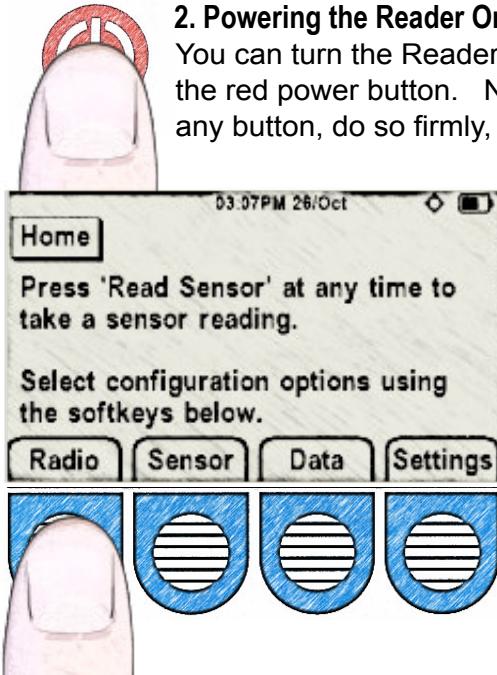 2. Powering the Reader On
You can turn the Reader
the red power button. N
any button, do so firmly,
03:07PM 26/Oct
Home
Press 'Read Sensor' at any time to
take a sensor reading.
Select configuration options using
the softkeys below.
Radio Sensor Data Settings